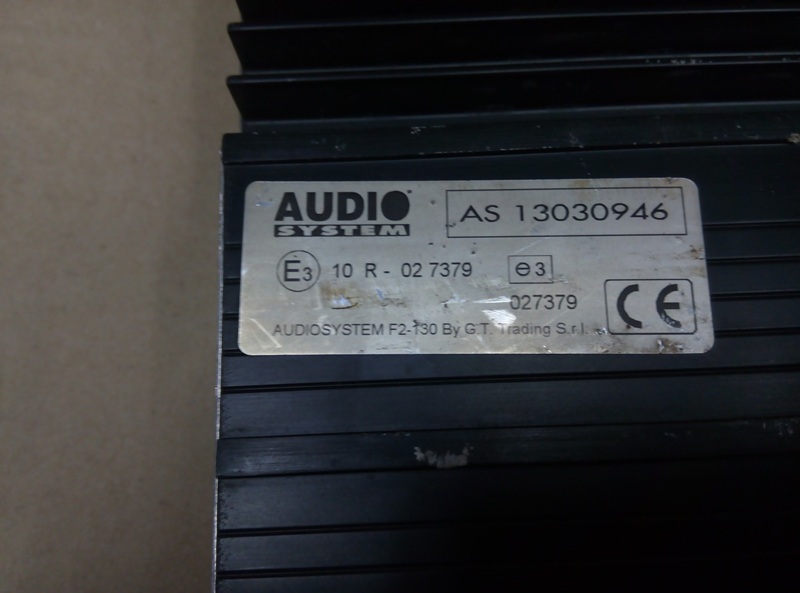 AUDIO
SYSTEM
AS 13030946
E3 10 R - 02 7379 e3
027379
CE
AUDIOSYSTEM F2-130 By G.T. Trading S.r.l.